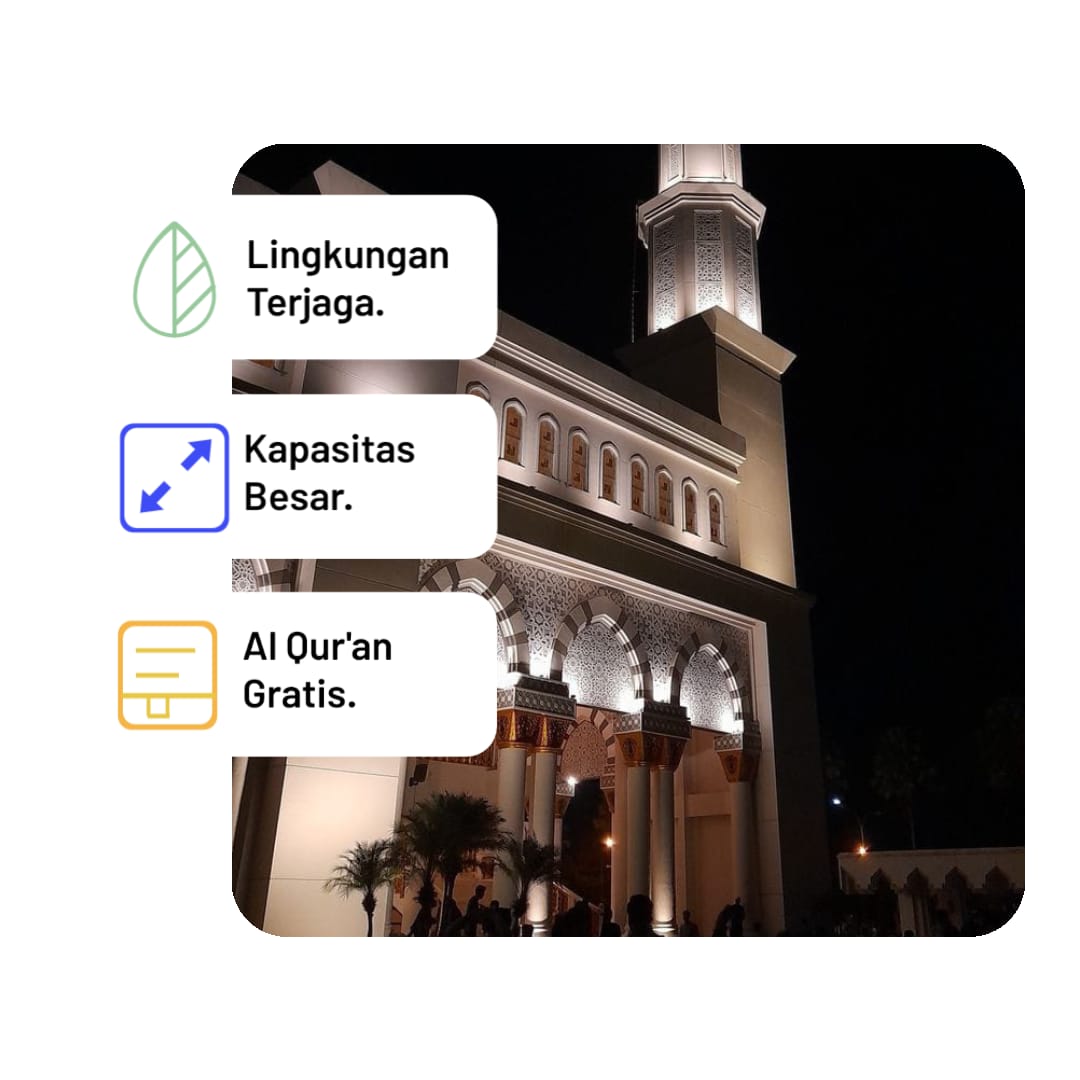 Lingkungan
Terjaga.
Kapasitas
Besar.
Al Qur'an
Gratis.